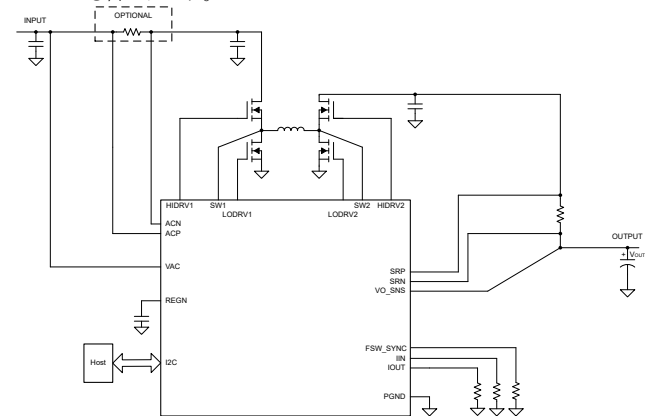 OPTIONAL
INPUT
HIDRV1
SW1
LODRV1
LODRV2
SW2
HIDRV2
ACN
ACP
VAC
REGN
Host
I2C
SRP
SRN
VO_SNS
OUTPUT
+ VOUT
FSW_SYNC
IIN
IOUT
PGND